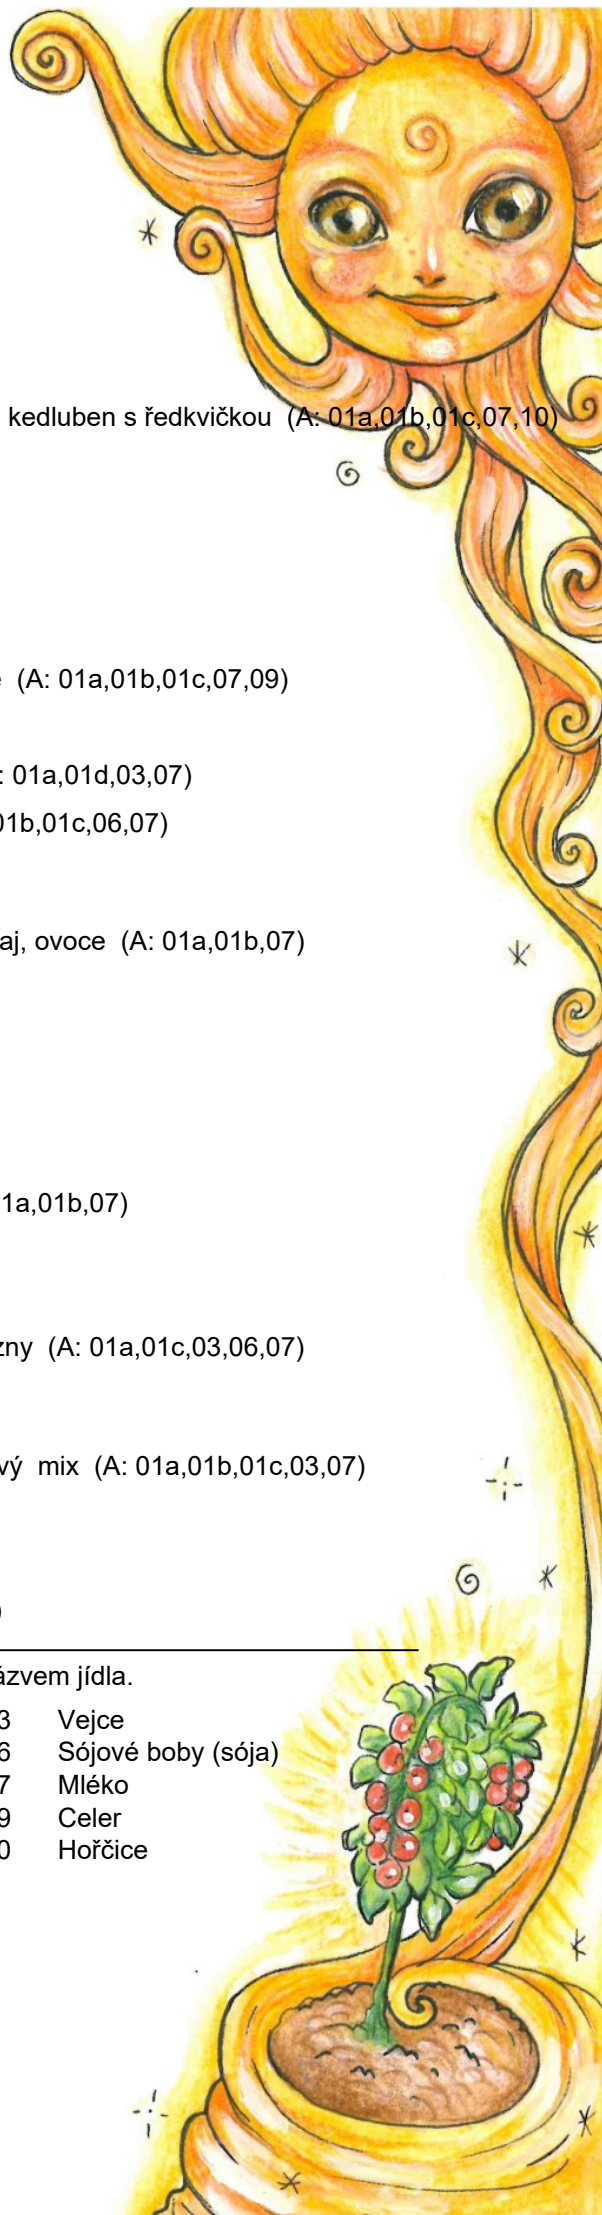 kedluben s ředkvičkou (A: 01a,01b,01c,07,10)
(A: 01a,01b,01c,07,09)
: 01a,01d,03,07)
01b,01c,06,07)
aj, ovoce (A: 01a,01b,07)
1a,01b,07)
zny (A: 01a,01c,03,06,07)
vý mix (A: 01a,01b,01c,03,07)
)
ázvem jídla.
3 Vejce
6 Sójové boby (sója)
7 Mléko
9 Celer
0 Hořčice